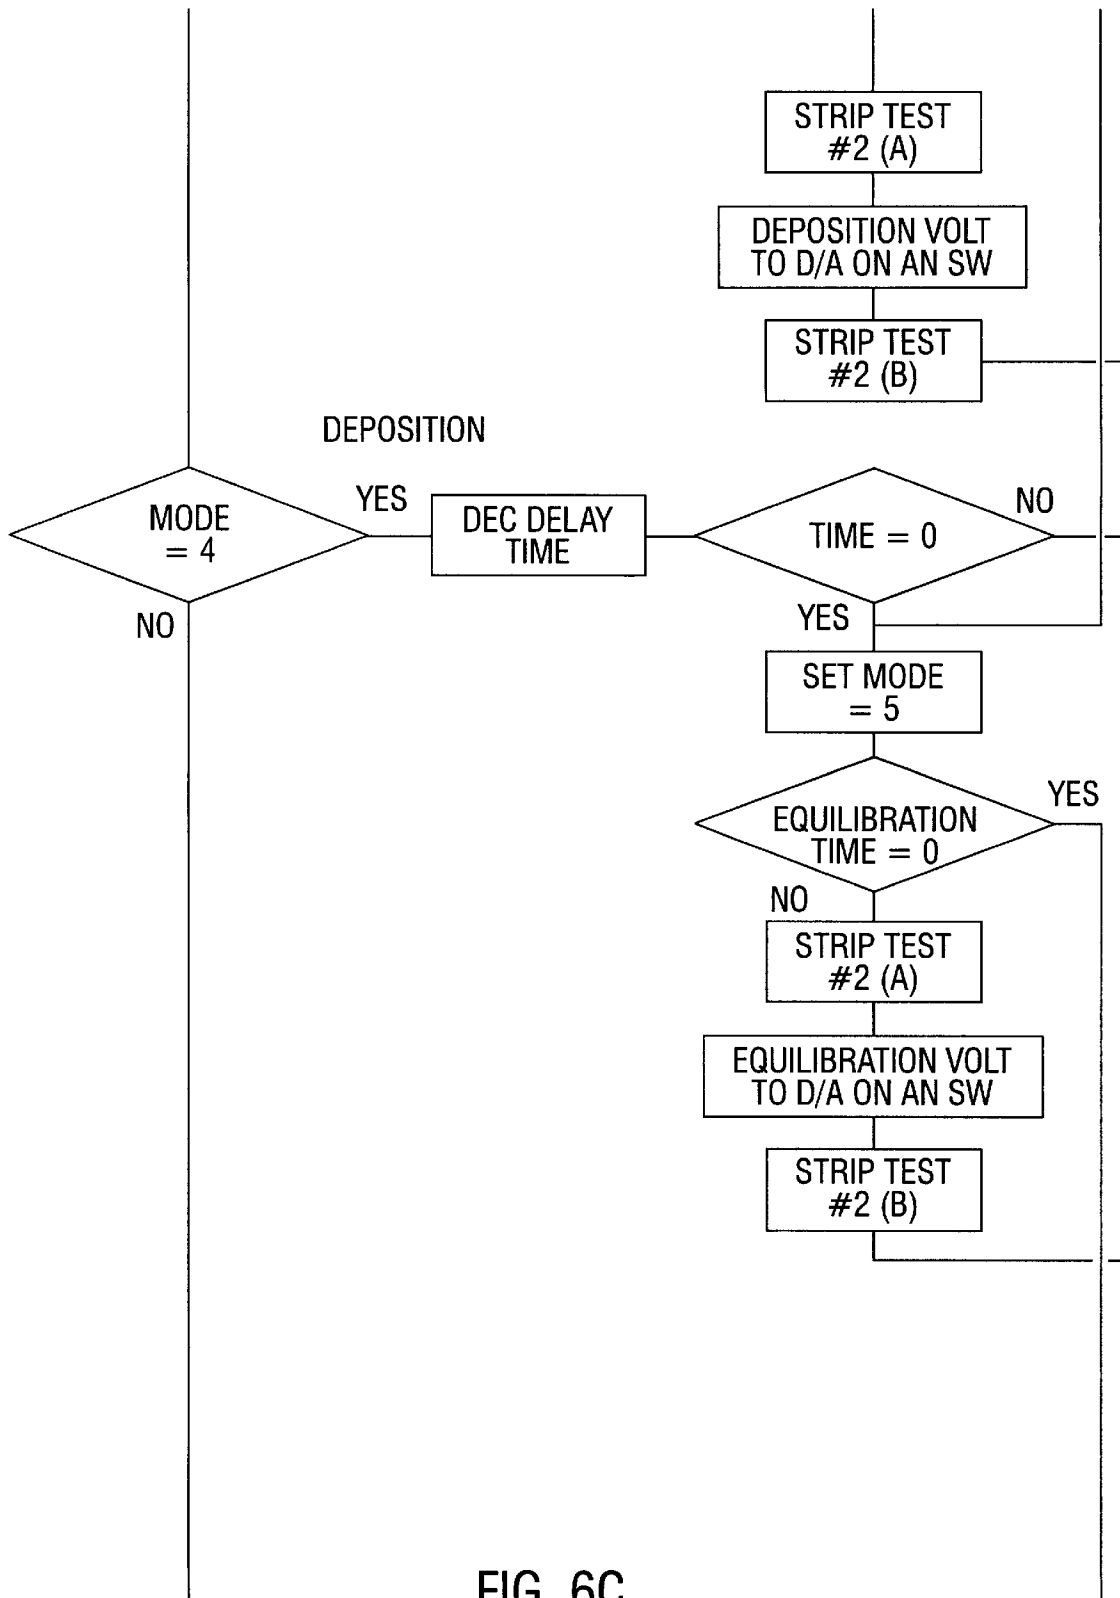 STRIP TEST
#2 (A)
DEPOSITION VOLT
TO D/A ON AN SW
STRIP TEST
#2 (B)
DEPOSITION
MODE
= 4
YES
DEC DELAY
TIME
TIME = 0
NO
NO
YES
SET MODE
= 5
EQUILIBRATION
TIME = 0
YES
NO
STRIP TEST
#2 (A)
EQUILIBRATION VOLT
TO D/A ON AN SW
STRIP TEST
#2 (B)
FIG. 6C